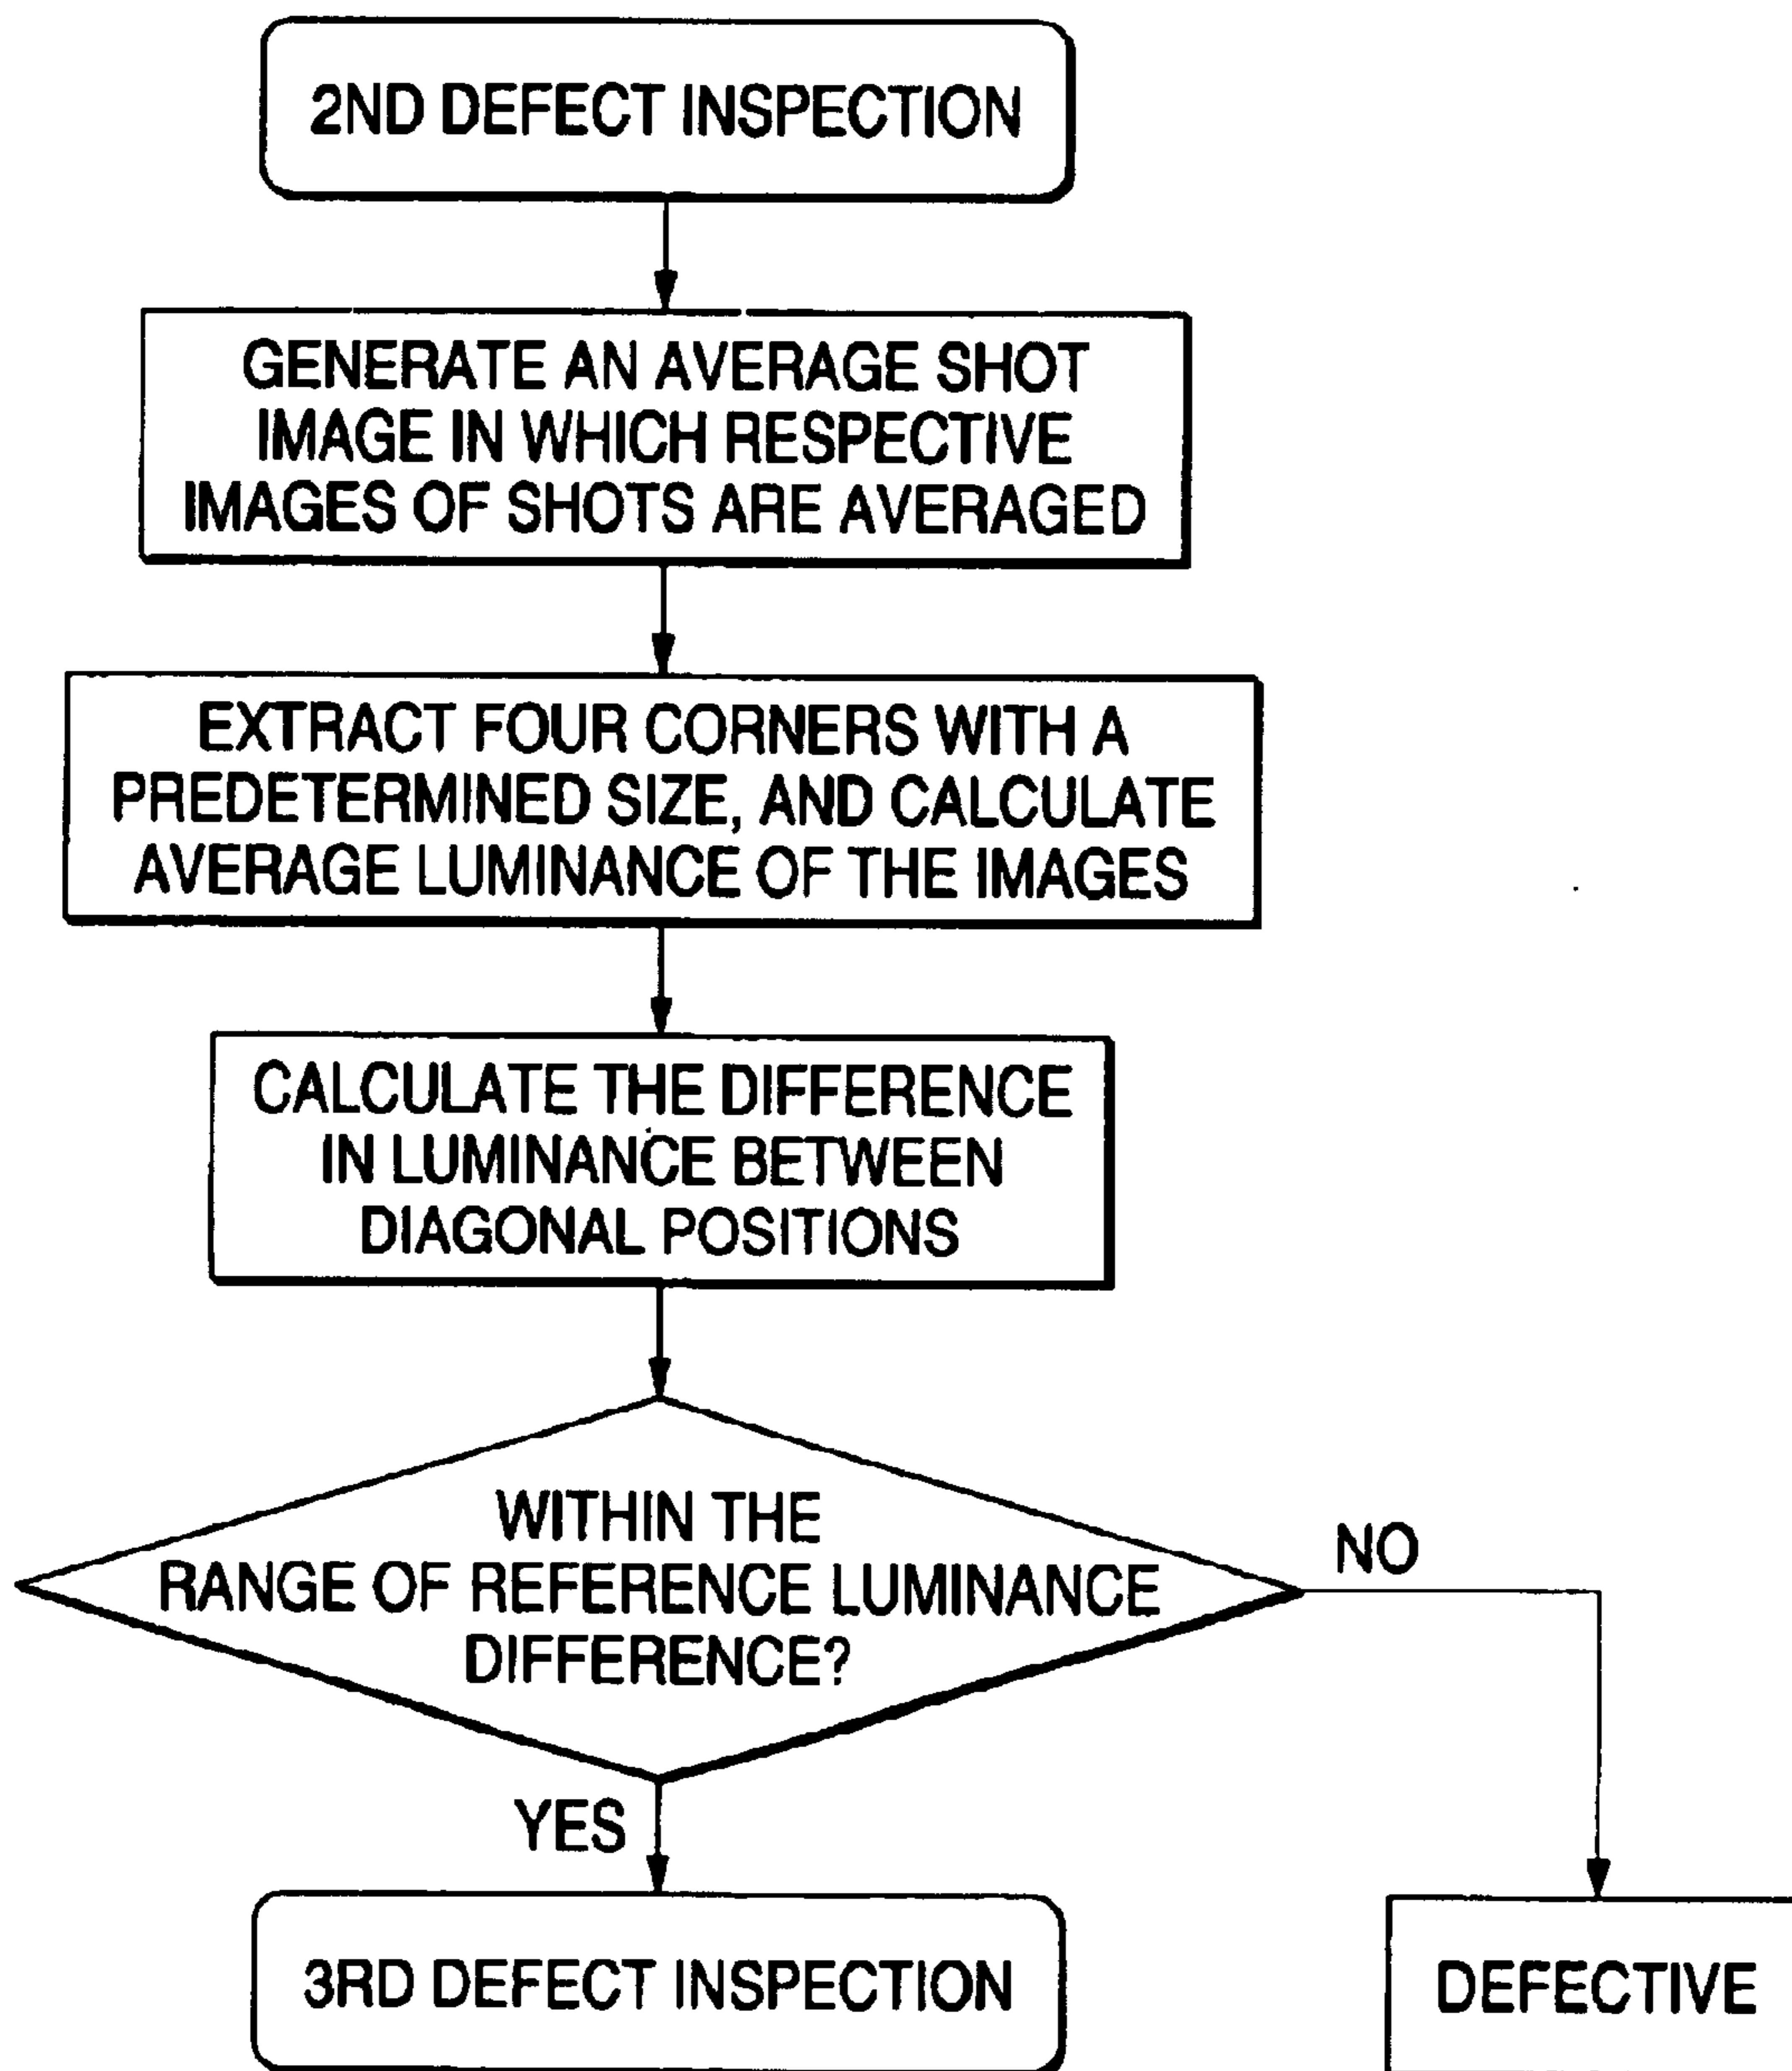 2ND DEFECT INSPECTION
GENERATE AN AVERAGE SHOT
IMAGE IN WHICH RESPECTIVE
IMAGES OF SHOTS ARE AVERAGED
EXTRACT FOUR CORNERS WITH A
PREDETERMINED SIZE, AND CALCULATE
AVERAGE LUMINANCE OF THE IMAGES
CALCULATE THE DIFFERENCE
IN LUMINANCE BETWEEN
DIAGONAL POSITIONS
WITHIN THE
RANGE OF REFERENCE LUMINANCE
DIFFERENCE?
NO
YES
3RD DEFECT INSPECTION
DEFECTIVE